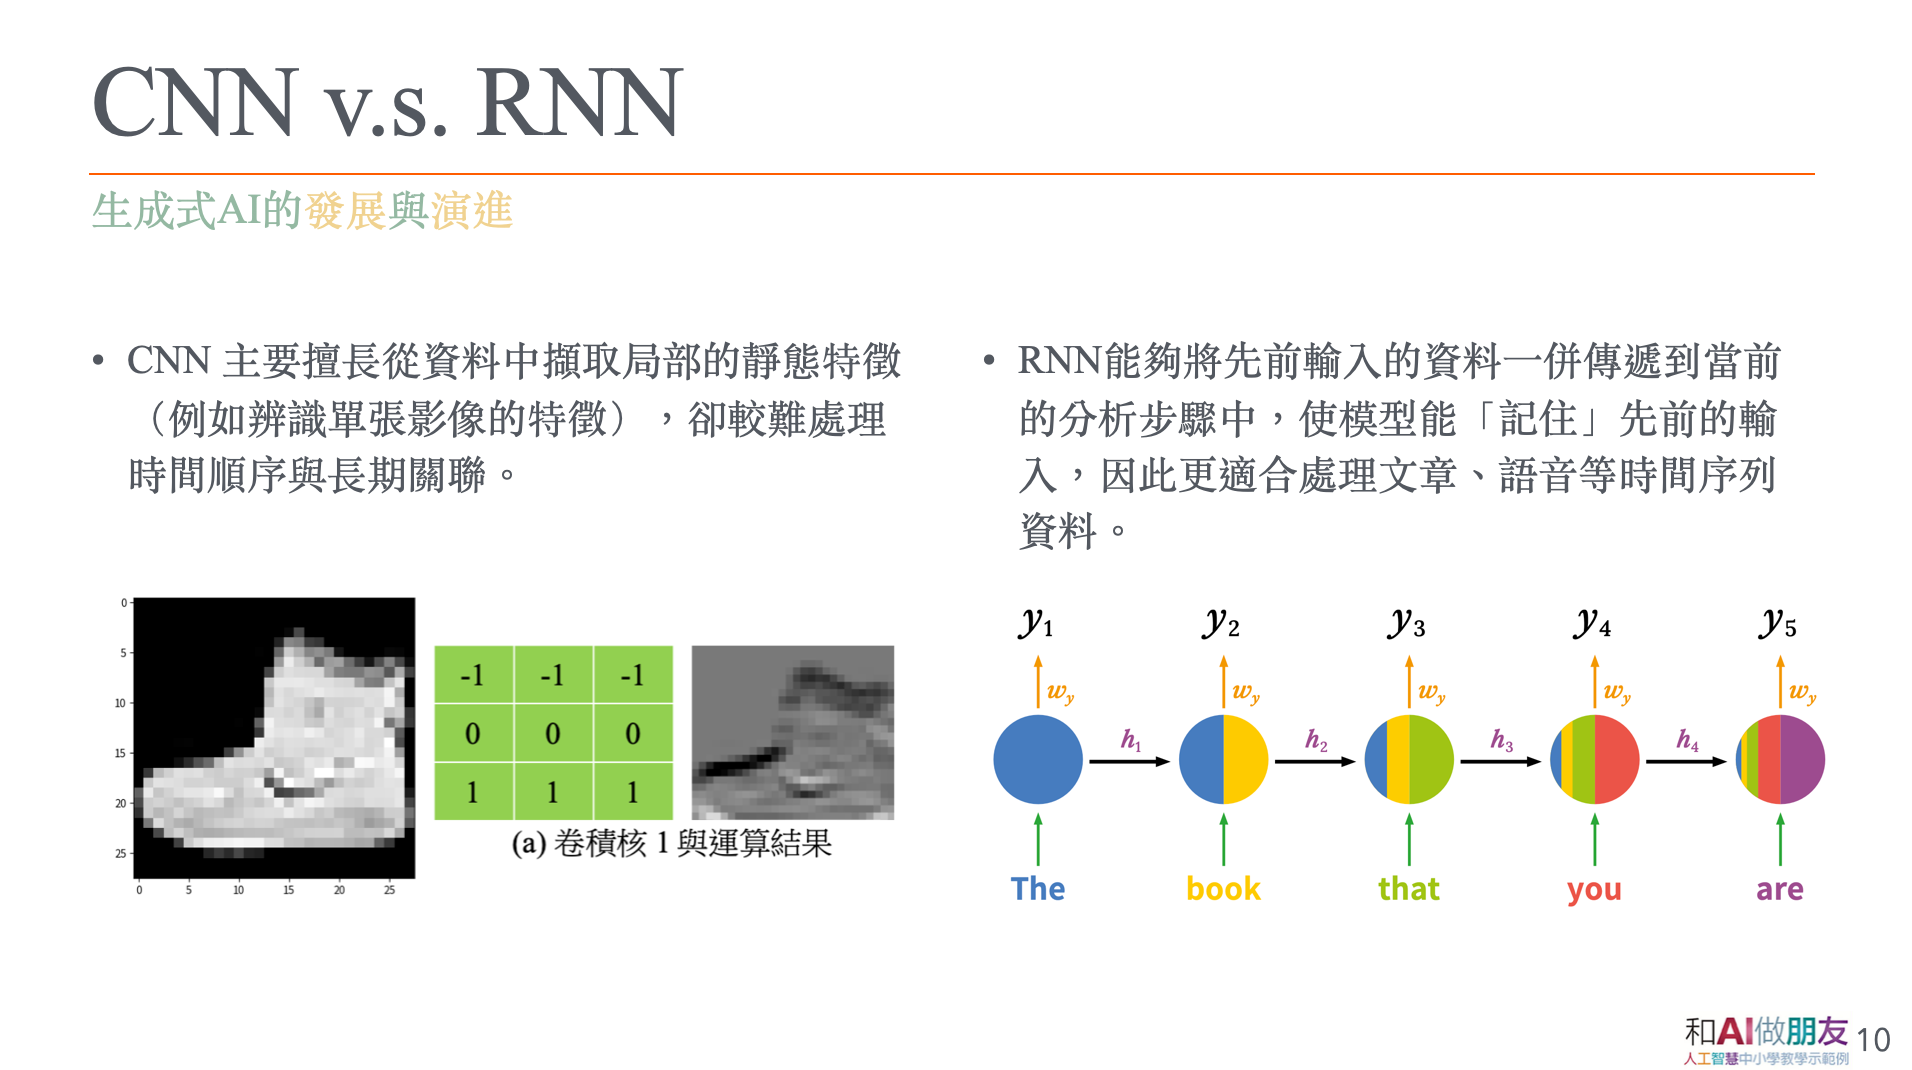 CNN v.s. RNN
生成式AI的發展與演進
• CNN 主要擅長從資料中擷取局部的靜態特徵
（例如辨識單張影像的特徵），卻較難處理
時間順序與長期關聯。
0
5
10
15
20
25
0 5 10 15 20 25
-1 -1 -1
0 0 0
1 1 1
(a) 卷積核 1 與運算結果
• RNN能夠將先前輸入的資料一併傳遞到當前
的分析步驟中，使模型能「記住」先前的輸
入，因此更適合處理文章、語音等時間序列
資料。
y₁ y₂ y₃ y₄ y₅
wᵧ wᵧ wᵧ wᵧ wᵧ
h₁ h₂ h₃ h₄
The book that you are
和AI做朋友
人工智慧中小學教學示範例
10